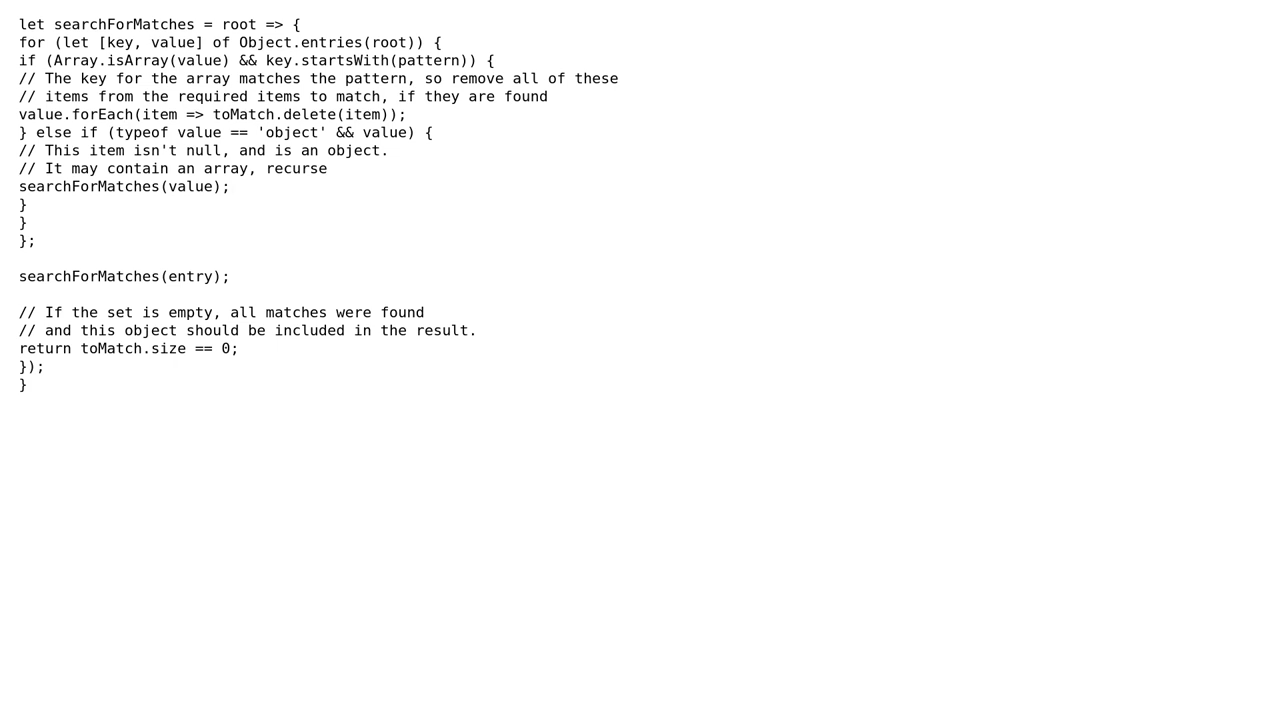 let searchForMatches = root => {
for (let [key, value] of Object.entries(root)) {
if (Array.isArray(value) && key.startsWith(pattern)) {
// The key for the array matches the pattern, so remove all of these
// items from the required items to match, if they are found
value.forEach(item => toMatch.delete(item));
} else if (typeof value == 'object' && value) {
// This item isn't null, and is an object.
// It may contain an array, recurse
searchForMatches(value);
}
}
};

searchForMatches(entry);

// If the set is empty, all matches were found
// and this object should be included in the result.
return toMatch.size == 0;
});
}